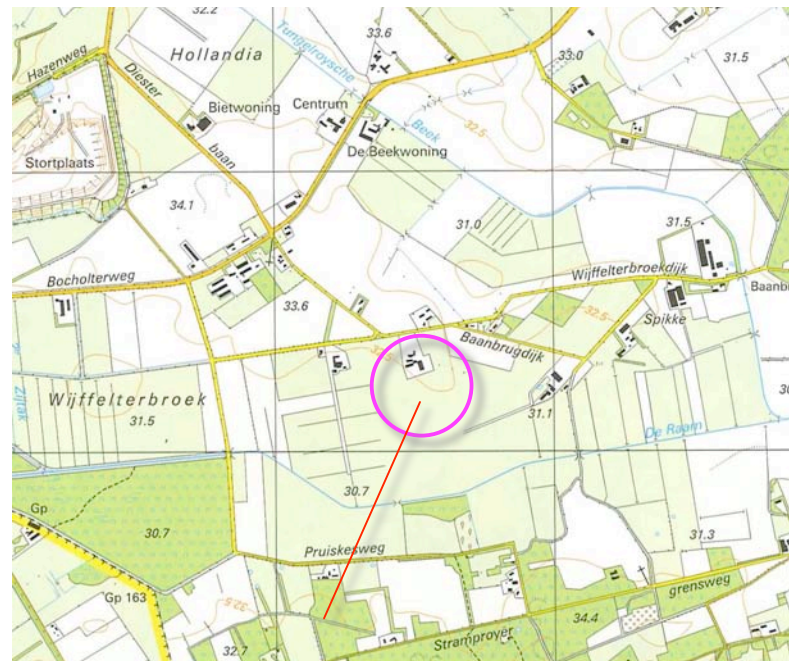 32.2
33.6
Tungelroysche
Hazenweg
Hollandia
33.0
31.5
Diester
baan
Bietwoning
Centrum
32.5
Beek
De Beekwoning
Stortplaats
34.1
31.0
31.5
Bocholterweg
Wijffelterbroekdijk
33.6
32.5
Spikke
Baanbrugdijk
Zijtak
Wijffelterbroek
31.5
31.1
De Raam
30.7
Gp
30.7
Pruiskesweg
31.3
Gp 163
32.5
grensweg
34.4
Stramproyer
32.7